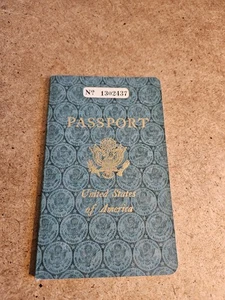 Nº 1302437
PASSPORT
United States
of America